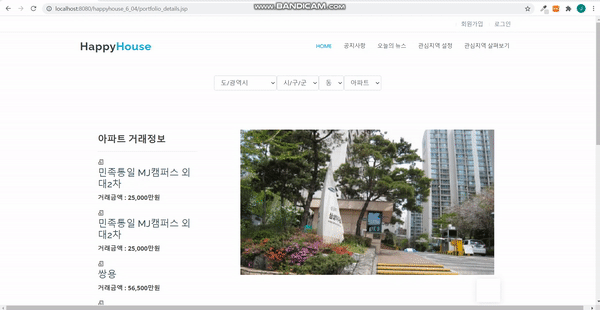 localhost:8080/happyhouse_6_04/portfolio_details.jsp
www.BANDICAM.com
회원가입 로그인
HappyHouse
HOME 공지사항 오늘의 뉴스 관심지역 설정 관심지역 살펴보기
도/광역시 시/구/군 동 아파트
아파트 거래정보
민족통일 MJ캠퍼스 외
대2차
거래금액 : 25,000만원
민족통일 MJ캠퍼스 외
대2차
거래금액 : 25,000만원
쌍용
거래금액 : 56,500만원